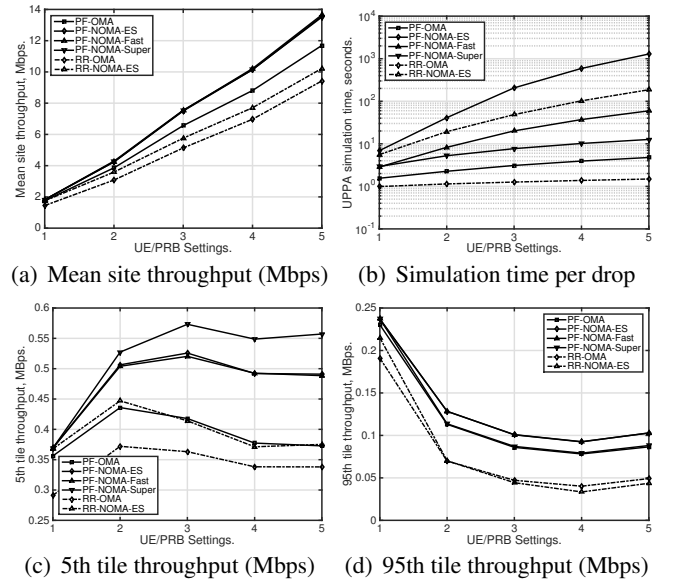 14
12
10
8
6
4
2
0
Mean site throughput, Mbps.
PF-OMA
PF-NOMA-ES
PF-NOMA-Fast
PF-NOMA-Super
RR-OMA
RR-NOMA-ES
1 2 3 4 5
UE/PRB Settings.
(a) Mean site throughput (Mbps)
10^4
10^3
10^2
10^1
10^0
10^-1
UPPA simulation time, seconds.
PF-OMA
PF-NOMA-ES
PF-NOMA-Fast
PF-NOMA-Super
RR-OMA
RR-NOMA-ES
1 2 3 4 5
UE/PRB Settings.
(b) Simulation time per drop
0.6
0.55
0.5
0.45
0.4
0.35
0.3
0.25
5th tile throughput, MBps.
PF-OMA
PF-NOMA-ES
PF-NOMA-Fast
PF-NOMA-Super
RR-OMA
RR-NOMA-ES
1 2 3 4 5
UE/PRB Settings.
(c) 5th tile throughput (Mbps)
0.25
0.2
0.15
0.1
0.05
0
95th tile throughput, MBps.
PF-OMA
PF-NOMA-ES
PF-NOMA-Fast
PF-NOMA-Super
RR-OMA
RR-NOMA-ES
1 2 3 4 5
UE/PRB Settings.
(d) 95th tile throughput (Mbps)